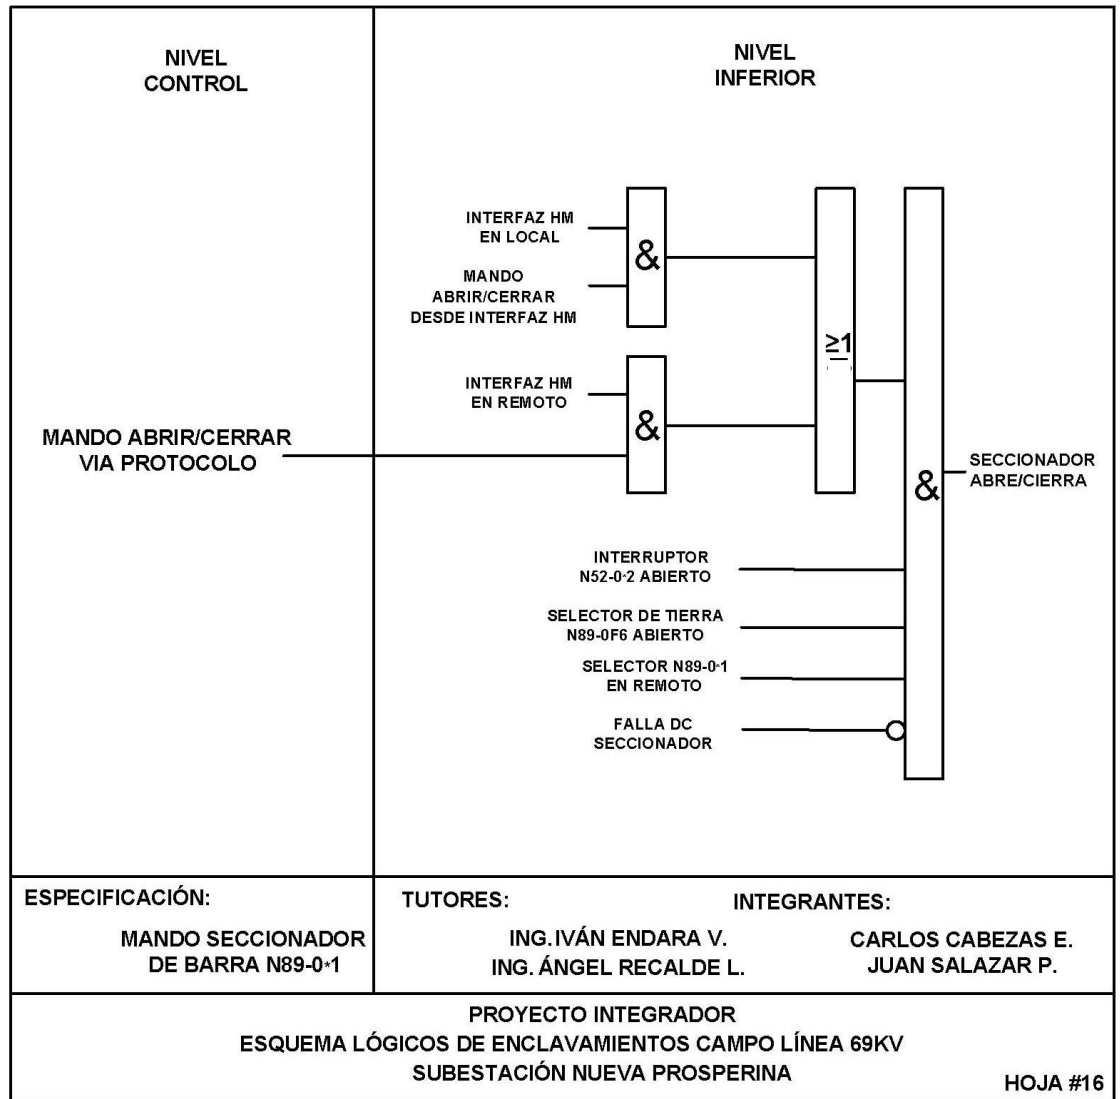 NIVEL
CONTROL
NIVEL
INFERIOR
INTERFAZ HM
EN LOCAL
MANDO
ABRIR/CERRAR
DESDE INTERFAZ HM
&
INTERFAZ HM
EN REMOTO
&
≥1
MANDO ABRIR/CERRAR
VIA PROTOCOLO
&
SECCIONADOR
ABRE/CIERRA
INTERRUPTOR
N52-0*2 ABIERTO
SELECTOR DE TIERRA
N89-0F6 ABIERTO
SELECTOR N89-0*1
EN REMOTO
FALLA DC
SECCIONADOR
ESPECIFICACIÓN:
MANDO SECCIONADOR
DE BARRA N89-0*1
TUTORES:
ING.IVÁN ENDARA V.
ING. ÁNGEL RECALDE L.
INTEGRANTES:
CARLOS CABEZAS E.
JUAN SALAZAR P.
PROYECTO INTEGRADOR
ESQUEMA LÓGICOS DE ENCLAVAMIENTOS CAMPO LÍNEA 69KV
SUBESTACIÓN NUEVA PROSPERINA
HOJA #16